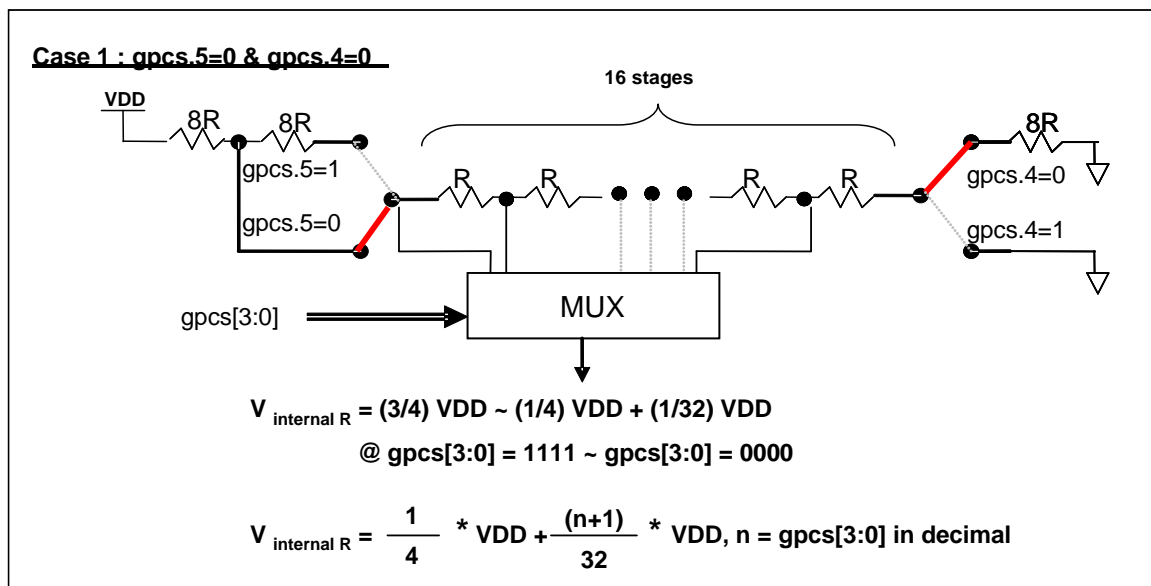 Case 1 : gpcs.5=0 & gpcs.4=0
16 stages
VDD
8R 8R 8R
gpcs.5=1
R R R R
gpcs.4=0
gpcs.5=0
gpcs.4=1
gpcs[3:0]
MUX
V internal R = (3/4) VDD ~ (1/4) VDD + (1/32) VDD
@ gpcs[3:0] = 1111 ~ gpcs[3:0] = 0000
V internal R = 1/4 * VDD + (n+1)/32 * VDD, n = gpcs[3:0] in decimal